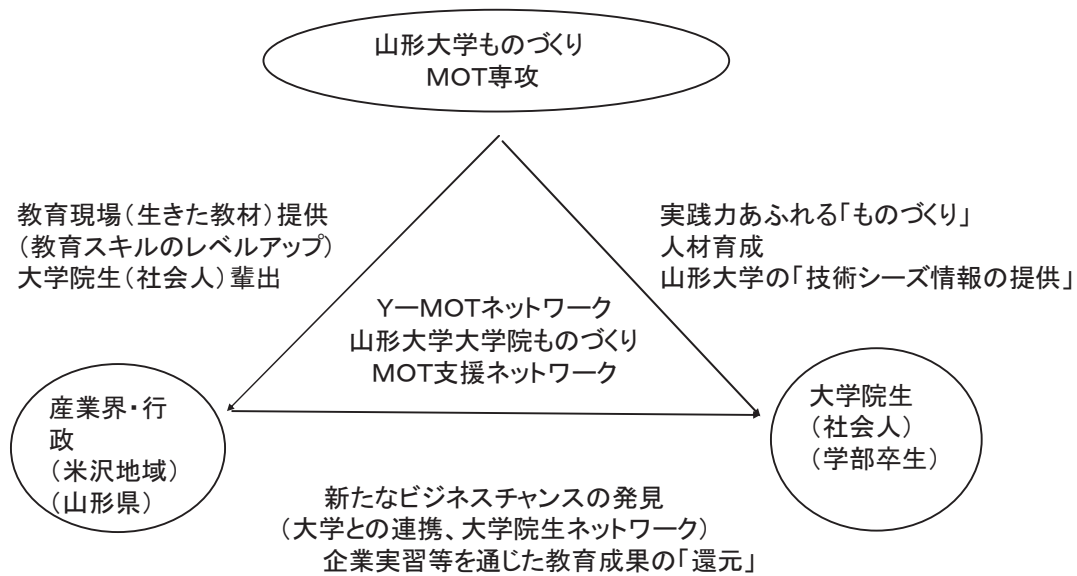 山形大学ものづくり
MOT専攻
教育現場(生きた教材)提供
(教育スキルのレベルアップ)
大学院生(社会人)輩出
実践力あふれる「ものづくり」
人材育成
山形大学の「技術シーズ情報の提供」
Y－MOTネットワーク
山形大学大学院ものづくり
MOT支援ネットワーク
産業界・行
政
(米沢地域)
(山形県)
大学院生
(社会人)
(学部卒生)
新たなビジネスチャンスの発見
(大学との連携、大学院生ネットワーク)
企業実習等を通じた教育成果の「還元」